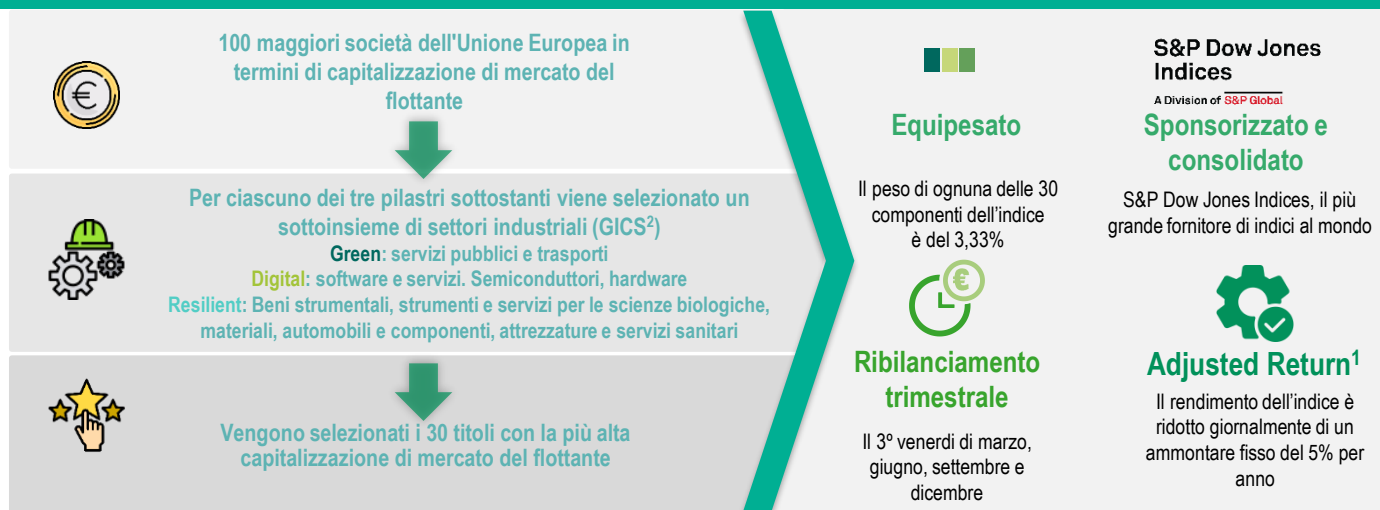 100 maggiori società dell'Unione Europea in
termini di capitalizzazione di mercato del
flottante
Per ciascuno dei tre pilastri sottostanti viene selezionato un
sottoinsieme di settori industriali (GICS²)
Green: servizi pubblici e trasporti
Digital: software e servizi. Semiconduttori, hardware
Resilient: Beni strumentali, strumenti e servizi per le scienze biologiche,
materiali, automobili e componenti, attrezzature e servizi sanitari
Vengono selezionati i 30 titoli con la più alta
capitalizzazione di mercato del flottante
Equipesato
Il peso di ognuna delle 30
componenti dell'indice
è del 3,33%
S&P Dow Jones
Indices
A Division of S&P Global
Sponsorizzato e
consolidato
S&P Dow Jones Indices, il più
grande fornitore di indici al mondo
€
Ribilanciamento
trimestrale
Il 3º venerdi di marzo,
giugno, settembre e
dicembre
Adjusted Return¹
Il rendimento dell'indice è
ridotto giornalmente di un
ammontare fisso del 5% per
anno